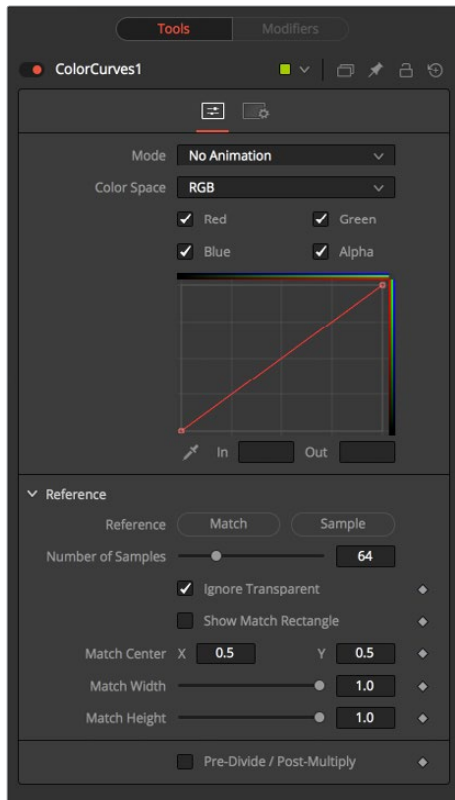 Tools Modifiers
ColorCurves1
Mode No Animation
Color Space RGB
Red Green
Blue Alpha
In Out
Reference
Reference Match Sample
Number of Samples 64
Ignore Transparent
Show Match Rectangle
Match Center X 0.5 Y 0.5
Match Width 1.0
Match Height 1.0
Pre-Divide / Post-Multiply